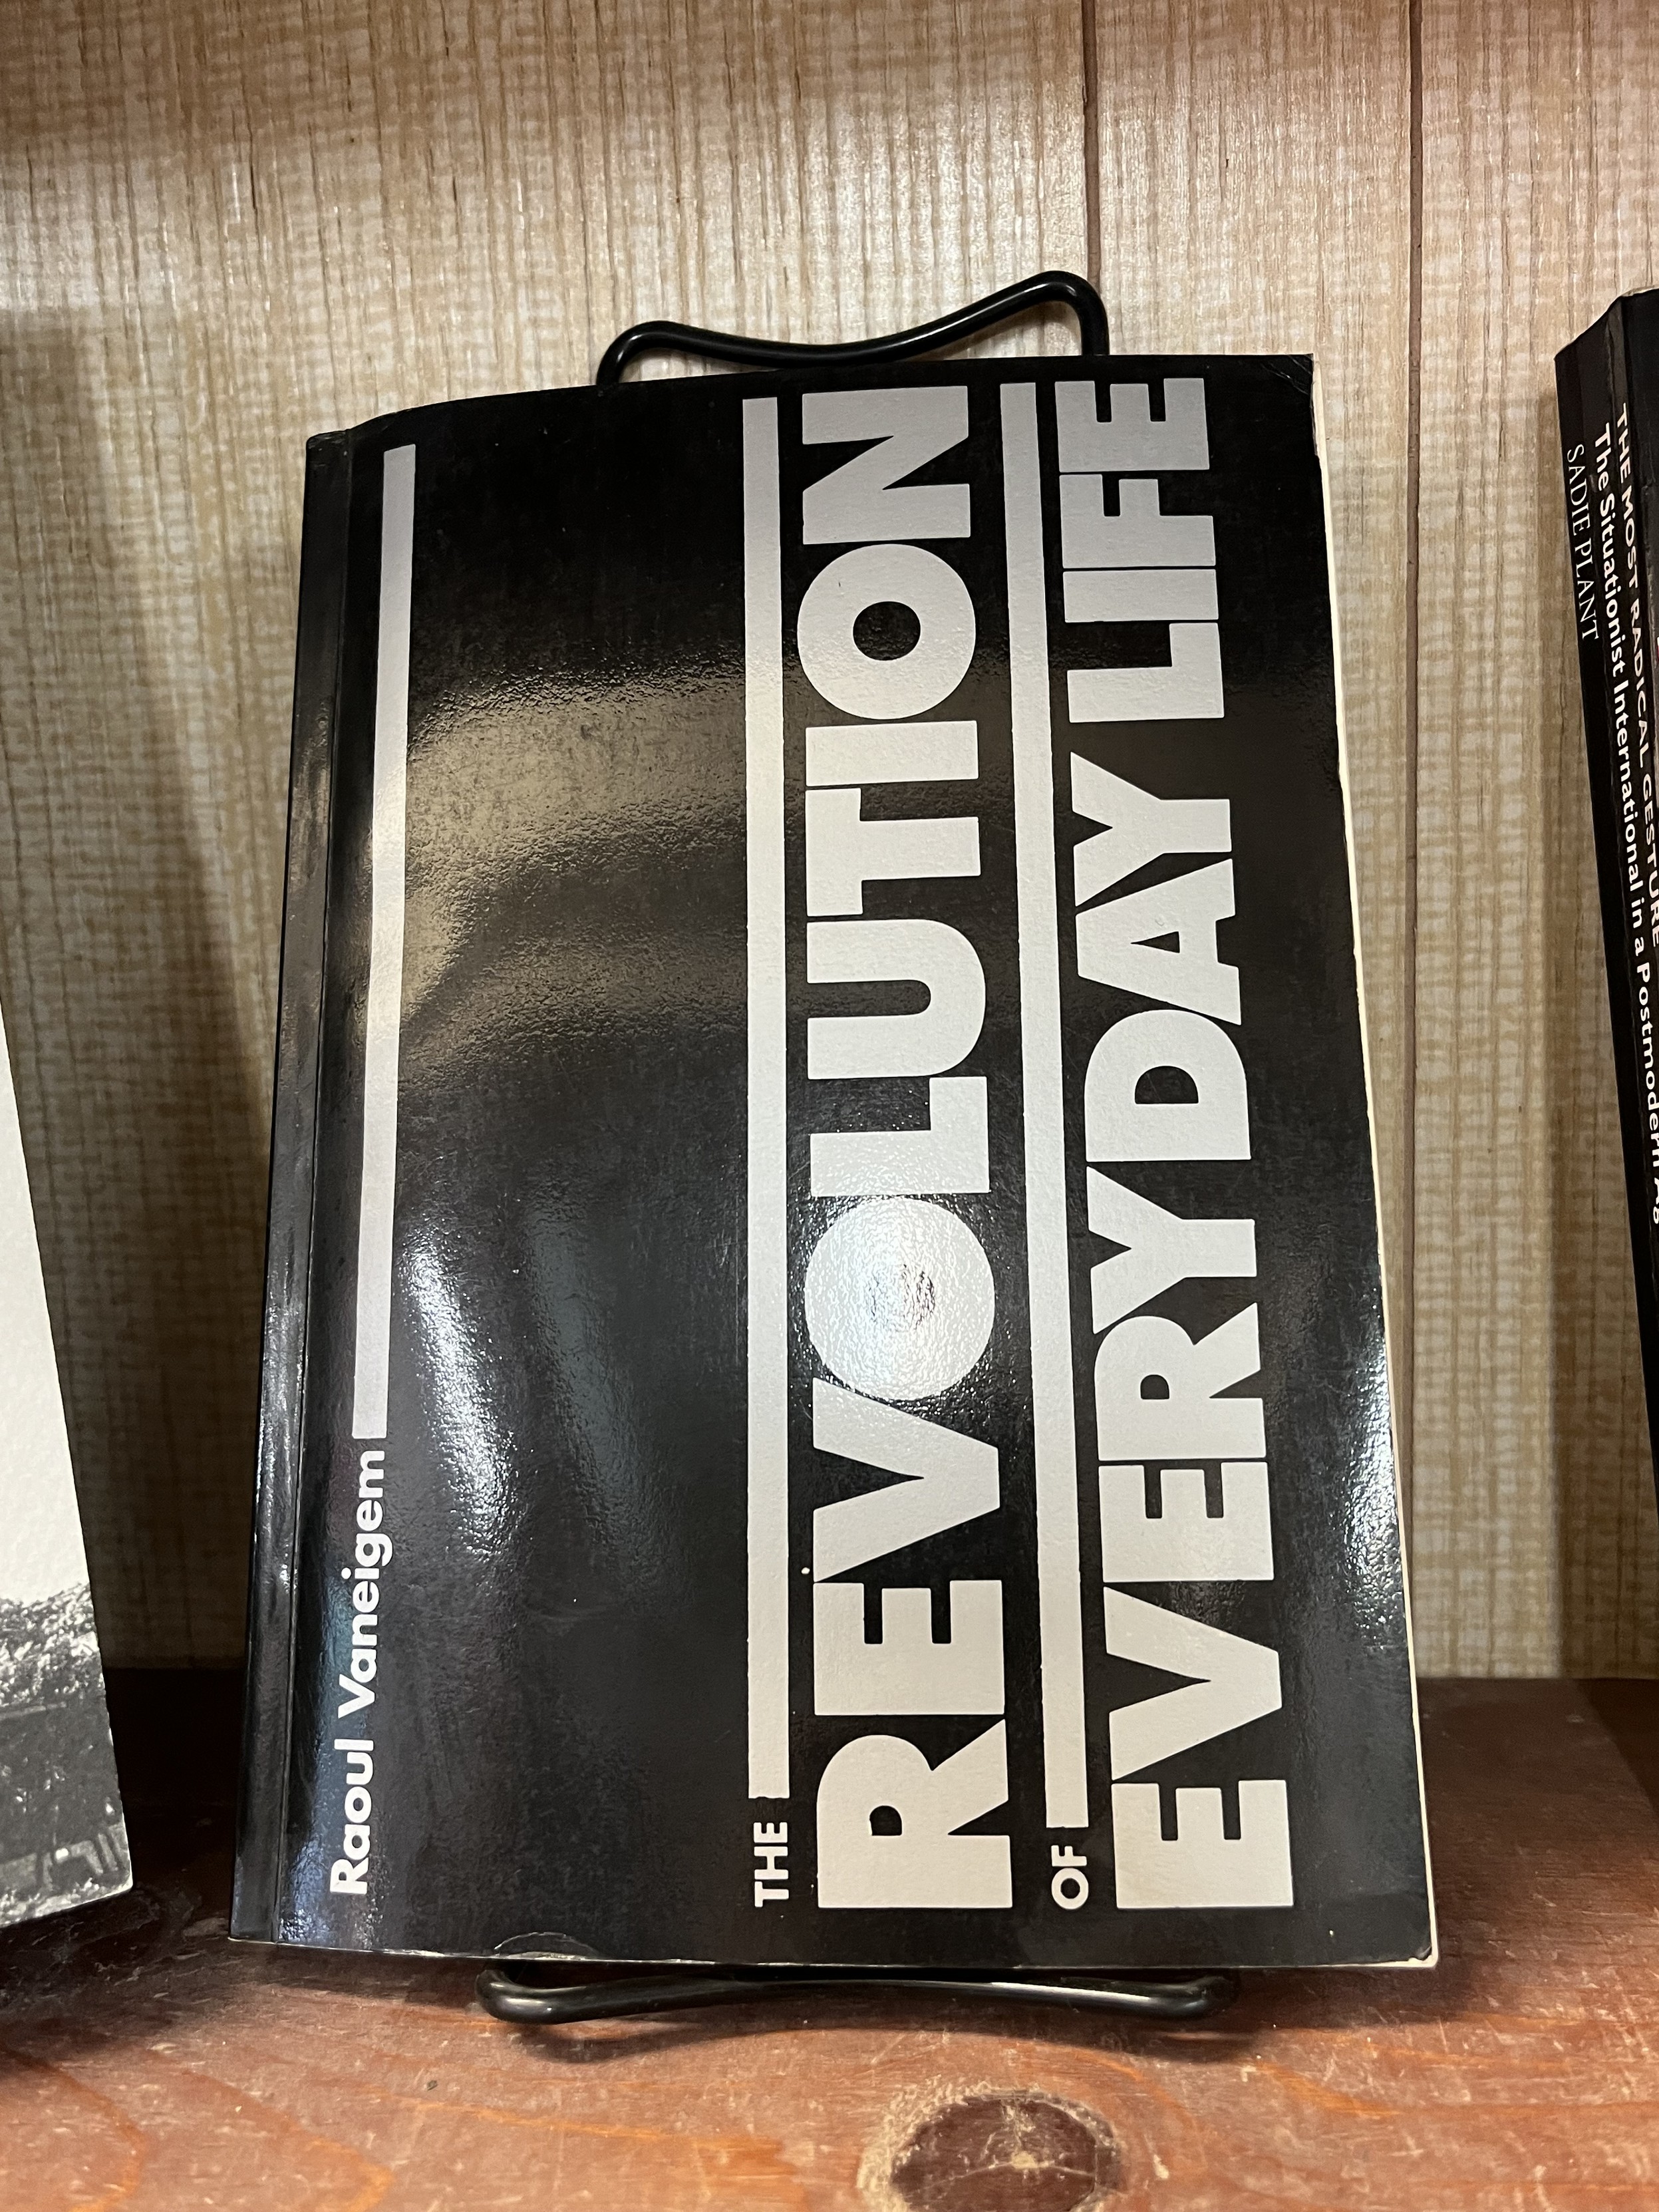 Raoul Vaneigem
THE
REVOLUTION
OF
EVERYDAY LIFE
THE MOST RADICAL GESTURE
The Situationist International in a Postmodern Age
SADIE PLANT